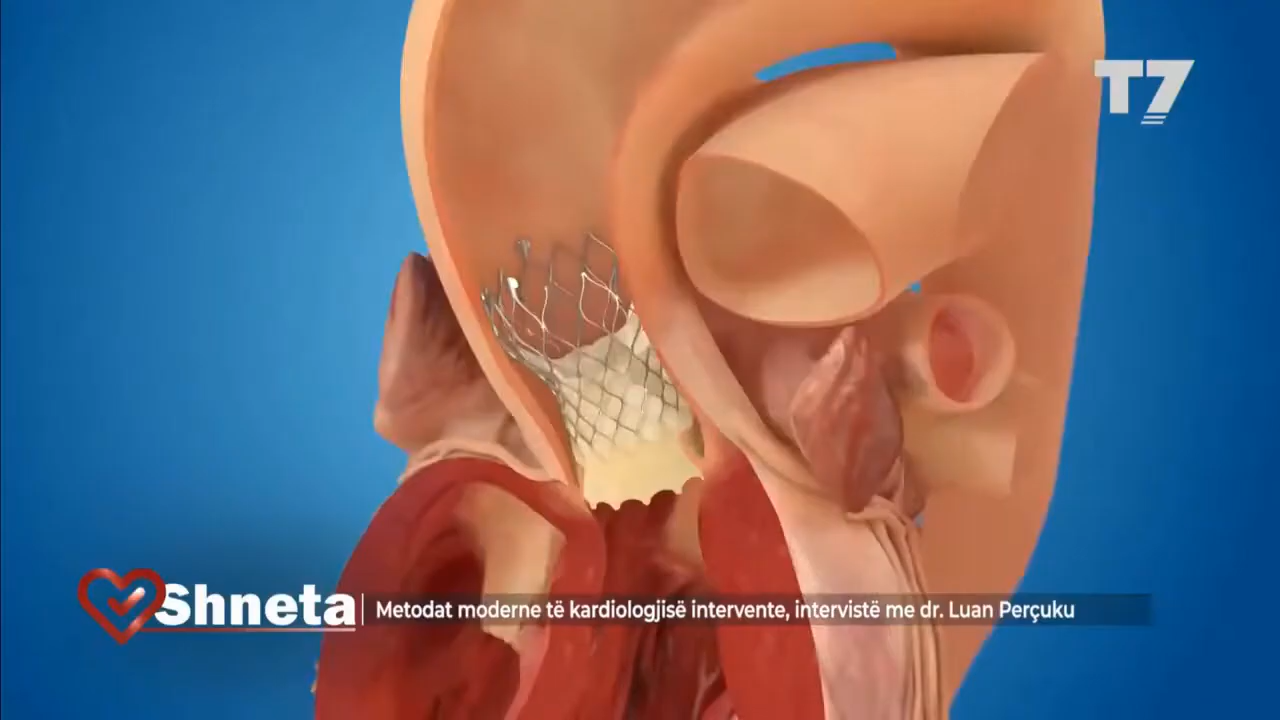 T7
Shneta
Metodat moderne të kardiologjisë intervente, intervistë me dr. Luan Perçuku